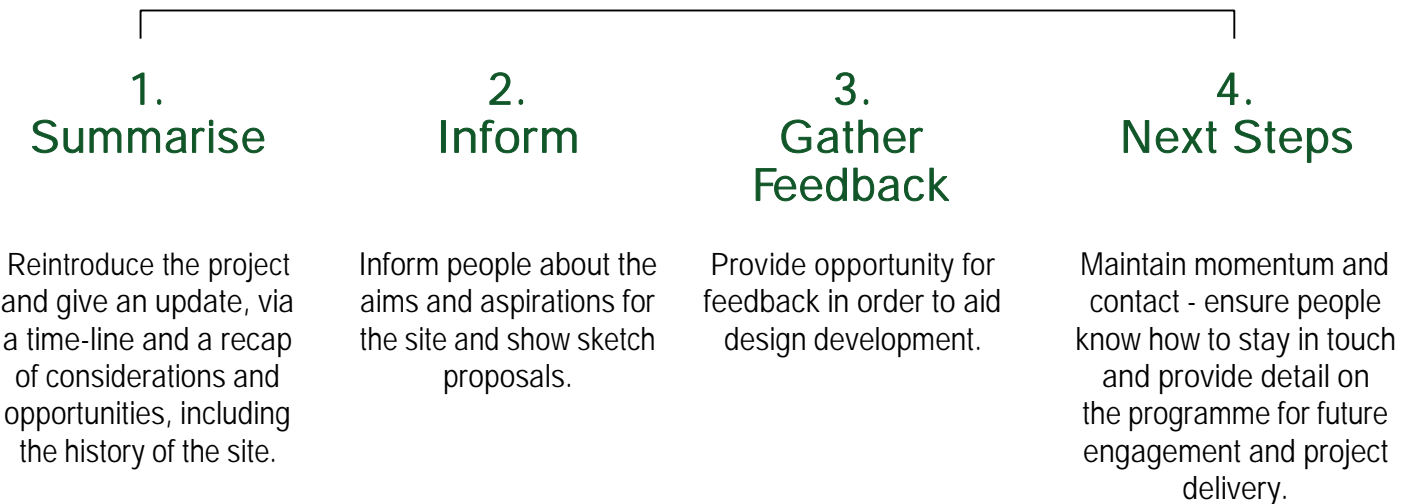 1.
Summarise
Reintroduce the project
and give an update, via
a time-line and a recap
of considerations and
opportunities, including
the history of the site.
2.
Inform
Inform people about the
aims and aspirations for
the site and show sketch
proposals.
3.
Gather
Feedback
Provide opportunity for
feedback in order to aid
design development.
4.
Next Steps
Maintain momentum and
contact - ensure people
know how to stay in touch
and provide detail on
the programme for future
engagement and project
delivery.